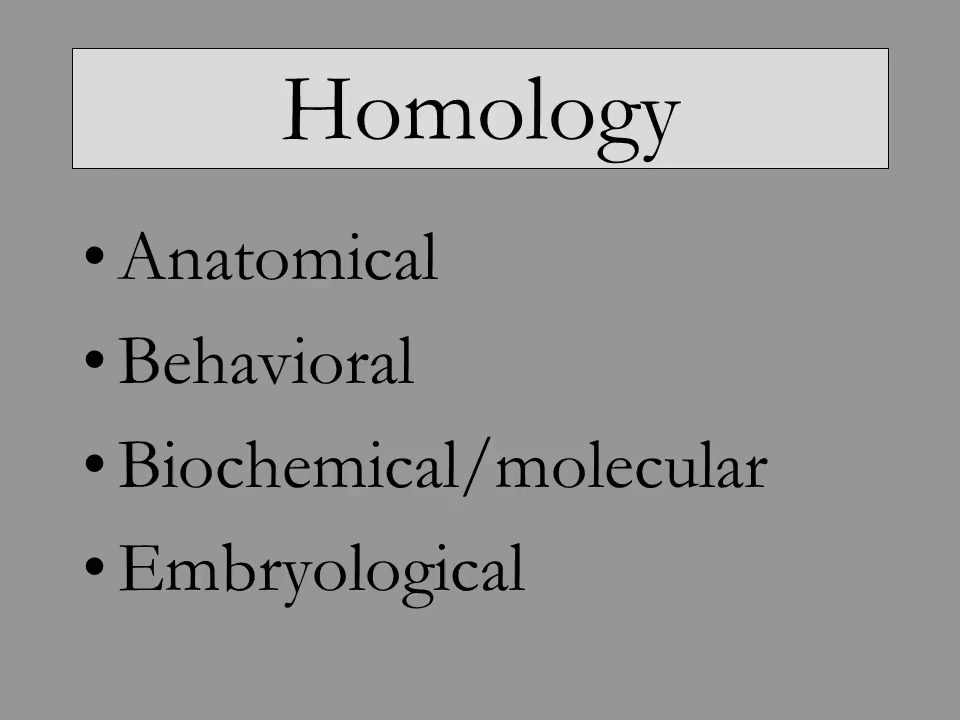 Homology
• Anatomical
• Behavioral
• Biochemical/molecular
• Embryological